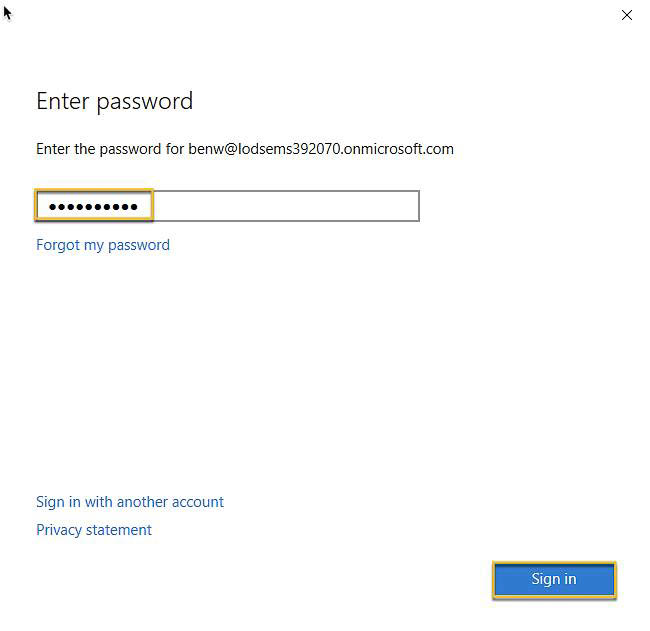 Enter password
Enter the password for benw@lodsems392070.onmicrosoft.com
●●●●●●●●●●
Forgot my password
Sign in with another account
Privacy statement
Sign in